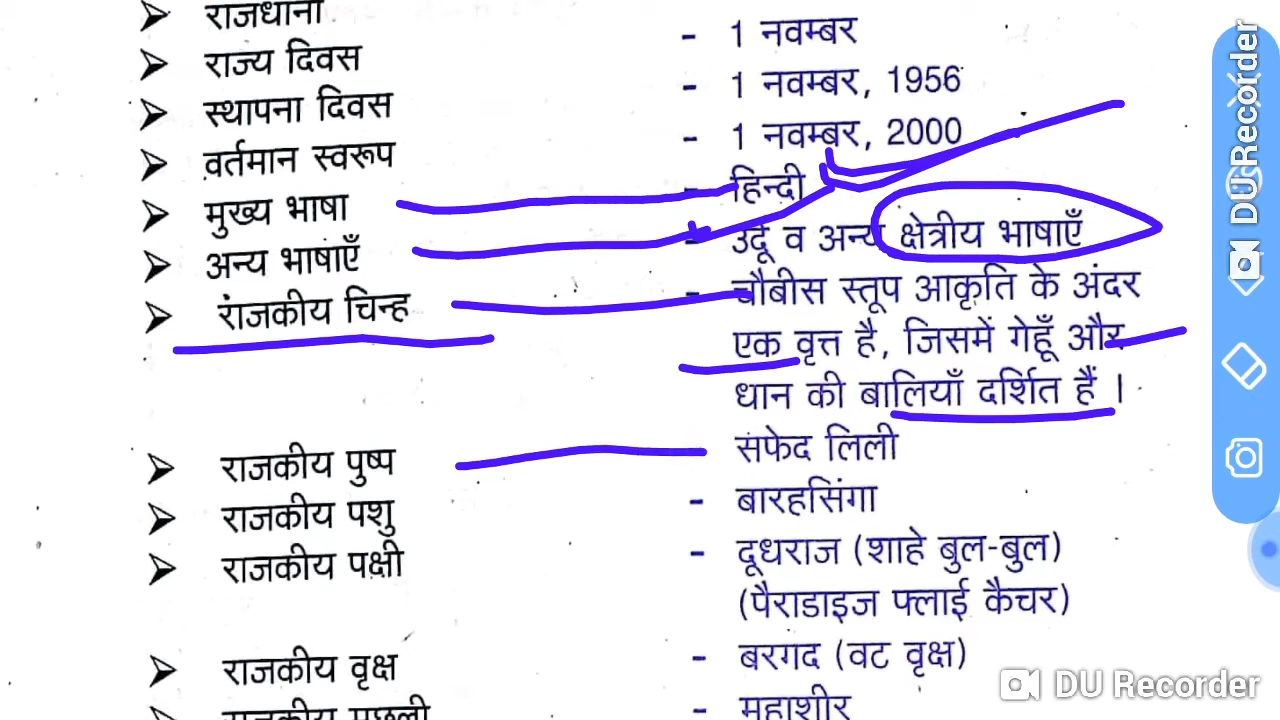 राजधानी
राज्य दिवस - 1 नवम्बर
स्थापना दिवस - 1 नवम्बर, 1956
वर्तमान स्वरूप - 1 नवम्बर, 2000
मुख्य भाषा - हिन्दी
अन्य भाषाएँ - उर्दू व अन्य क्षेत्रीय भाषाएँ
राजकीय चिन्ह - चौबीस स्तूप आकृति के अंदर
एक वृत्त है, जिसमें गेहूँ और
धान की बालियाँ दर्शित हैं ।
राजकीय पुष्प सफेद लिली
राजकीय पशु - बारहसिंगा
राजकीय पक्षी - दूधराज (शाहे बुल-बुल)
(पैराडाइज फ्लाई कैचर)
राजकीय वृक्ष - बरगद (वट वृक्ष)
राजकीय मछली - महाशीर
DU Recorder
DU Recorder